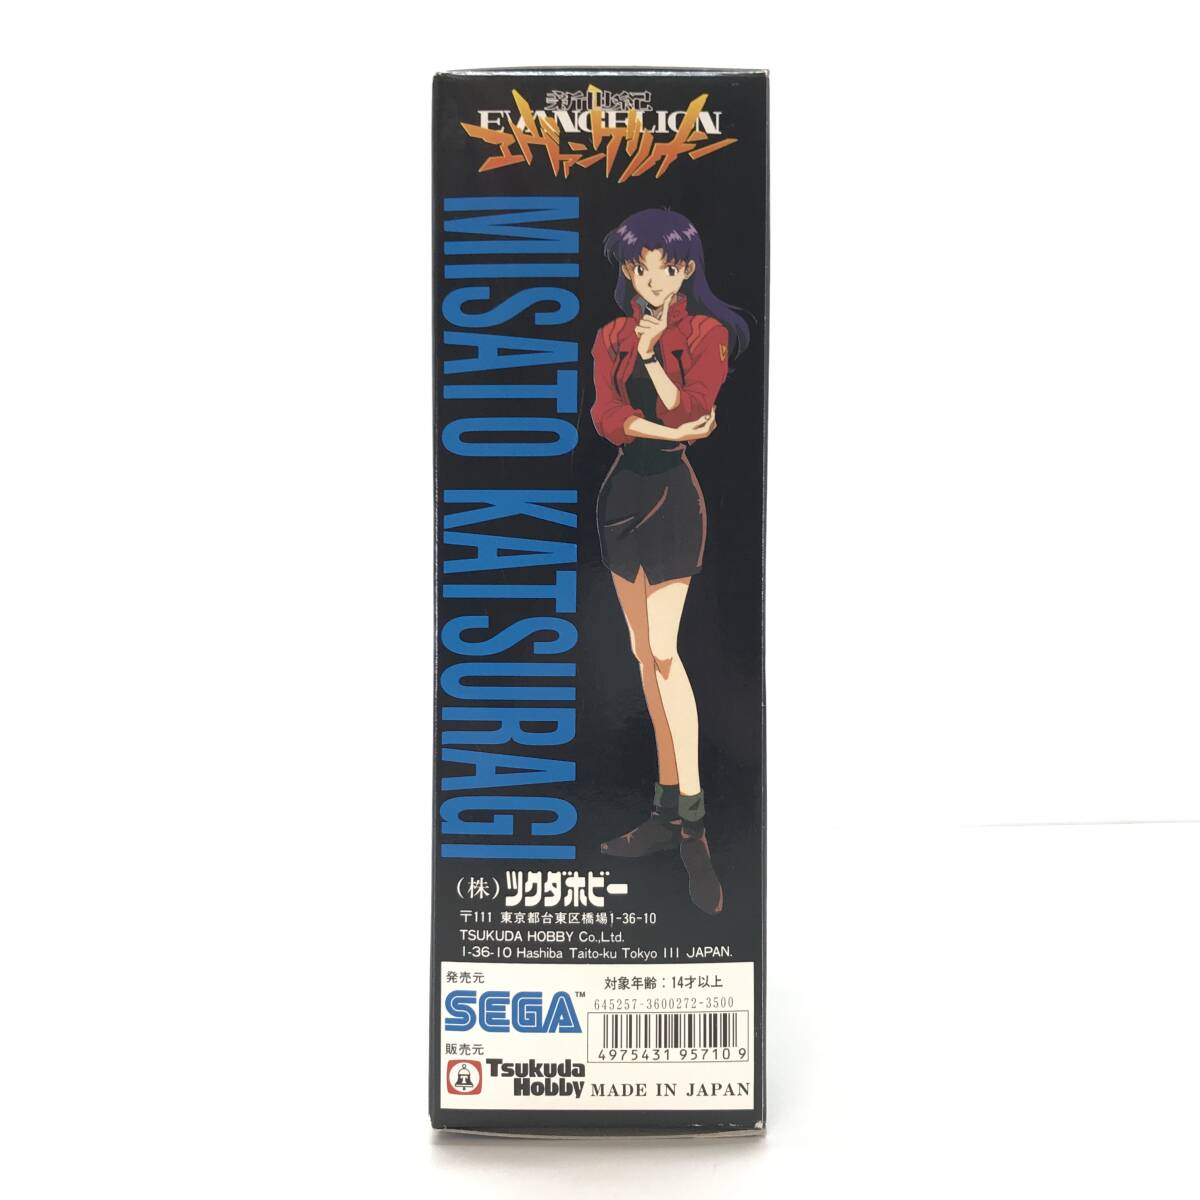 新世紀
EVANGELION
エヴァンゲリオン
MISATO KATSURAGI
(株)ツクダホビー
〒111 東京都台東区橋場1-36-10
TSUKUDA HOBBY Co.,Ltd.
1-36-10 Hashiba Taito-ku Tokyo 111 JAPAN.
発売元
SEGA™
販売元
Tsukuda Hobby
対象年齢:14才以上
645257-3600272-3500
4975431 95710 9
MADE IN JAPAN